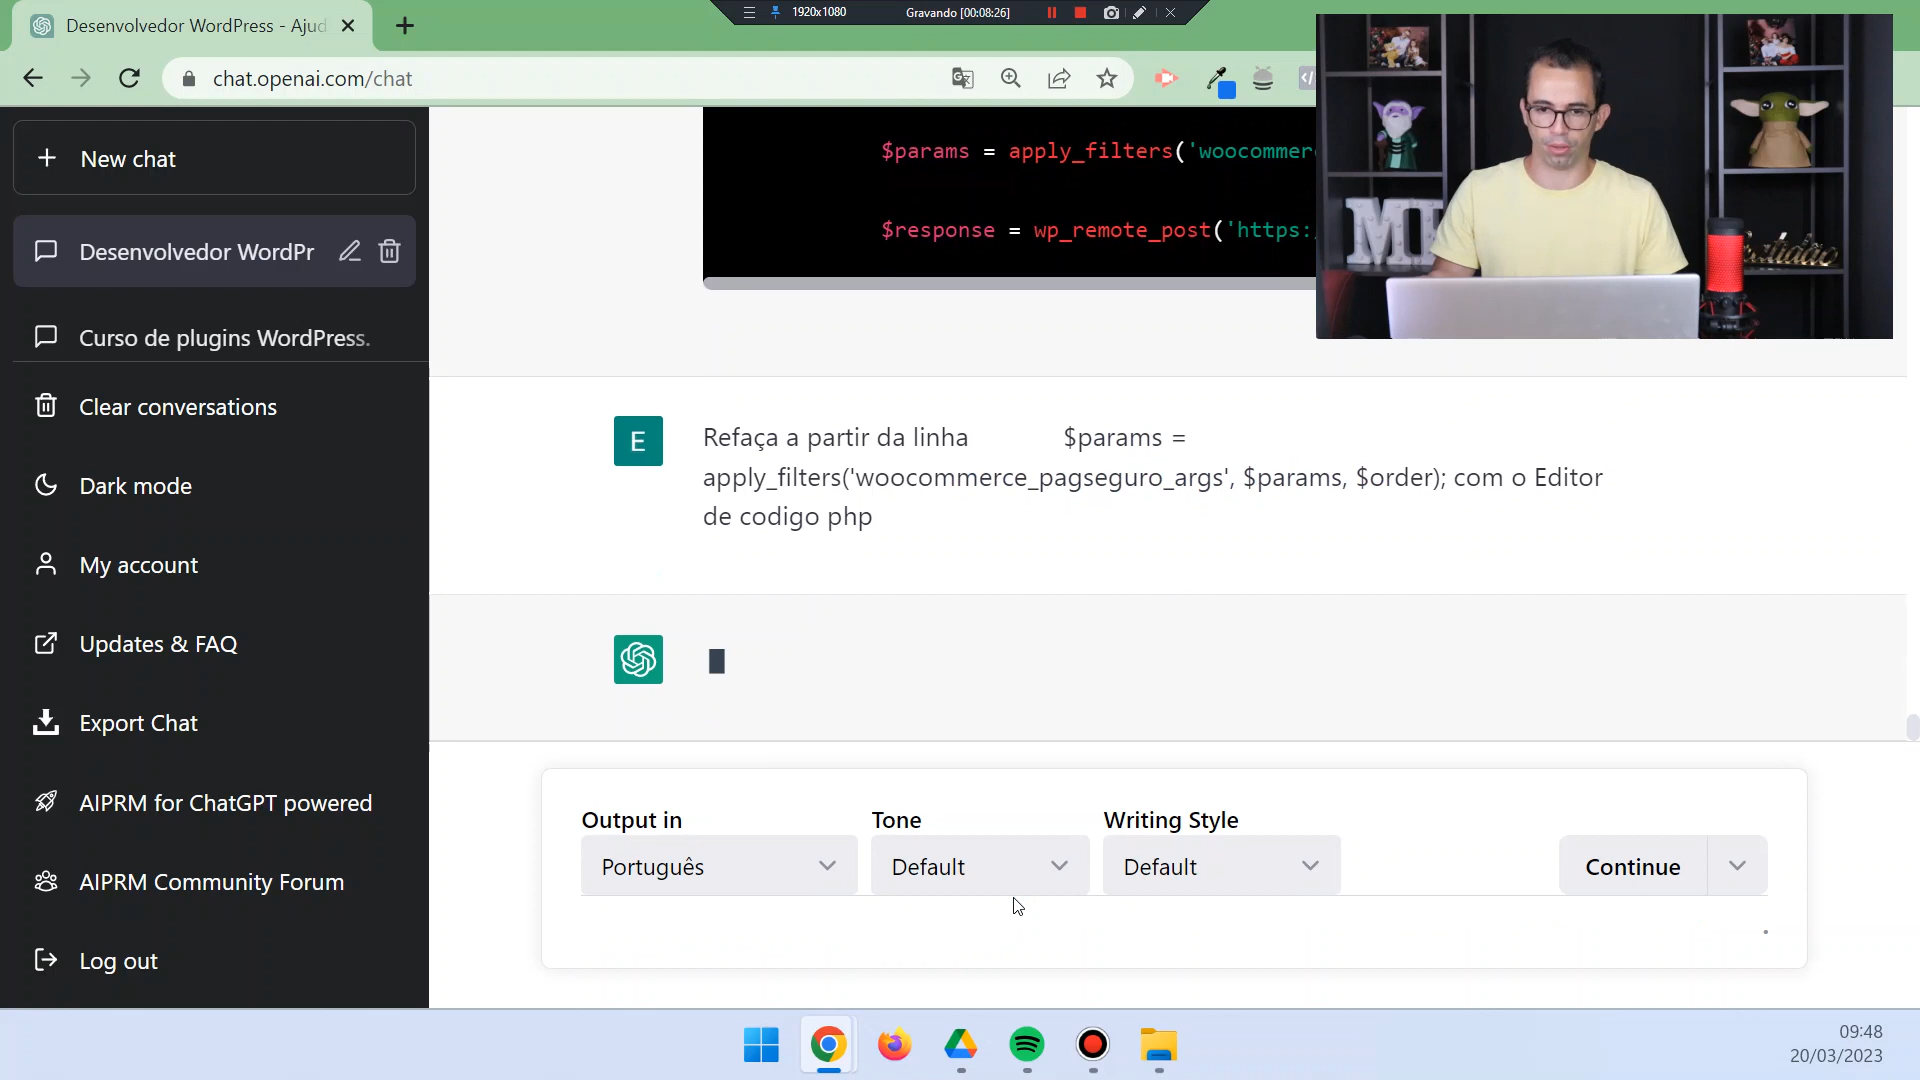 Desenvolvedor WordPress - Ajud
1920x1080
Gravando [00:08:26]
chat.openai.com/chat
New chat
Desenvolvedor WordPr
Curso de plugins WordPress.
Clear conversations
Dark mode
My account
Updates & FAQ
Export Chat
AIPRM for ChatGPT powered
AIPRM Community Forum
Log out
$params = apply_filters('woocommer
$response = wp_remote_post('https:/
E
Refaça a partir da linha $params =
apply_filters('woocommerce_pagseguro_args', $params, $order); com o Editor
de codigo php
Output in
Tone
Writing Style
Português
Default
Default
Continue
09:48
20/03/2023